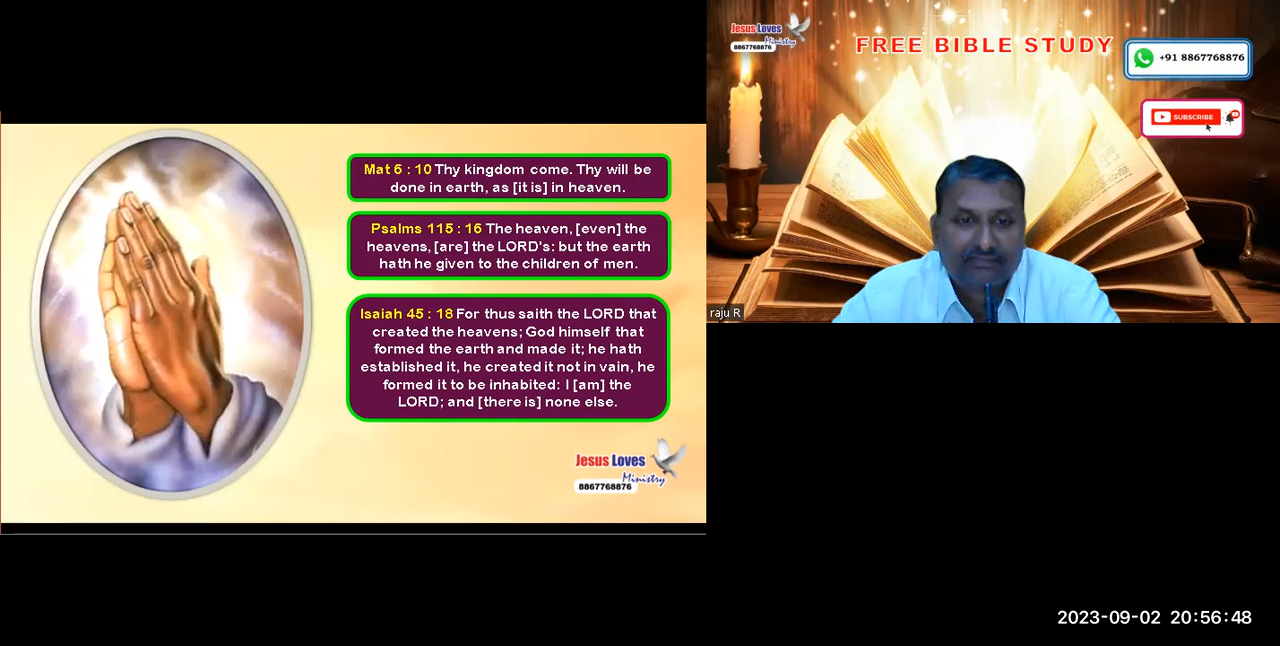 Mat 6 : 10 Thy kingdom come. Thy will be
done in earth, as [it is] in heaven.
Psalms 115 : 16 The heaven, [even] the
heavens, [are] the LORD's: but the earth
hath he given to the children of men.
Isaiah 45 : 18 For thus saith the LORD that
created the heavens; God himself that
formed the earth and made it; he hath
established it, he created it not in vain, he
formed it to be inhabited: I [am] the
LORD; and [there is] none else.
Jesus Loves
Ministry
8867768876
Jesus Loves
Ministry
8867768876
FREE BIBLE STUDY
+91 8867768876
SUBSCRIBE
raju R
2023-09-02 20:56:48